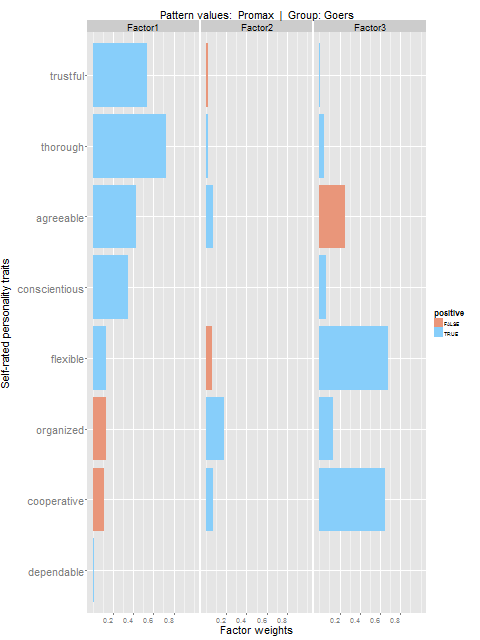 Pattern values: Promax | Group: Goers
Factor1 Factor2 Factor3
trustful
thorough
agreeable
conscientious
flexible
organized
cooperative
dependable
Self-rated personality traits
0.2 0.4 0.6 0.8 0.2 0.4 0.6 0.8 0.2 0.4 0.6 0.8
Factor weights
positive
FALSE
TRUE